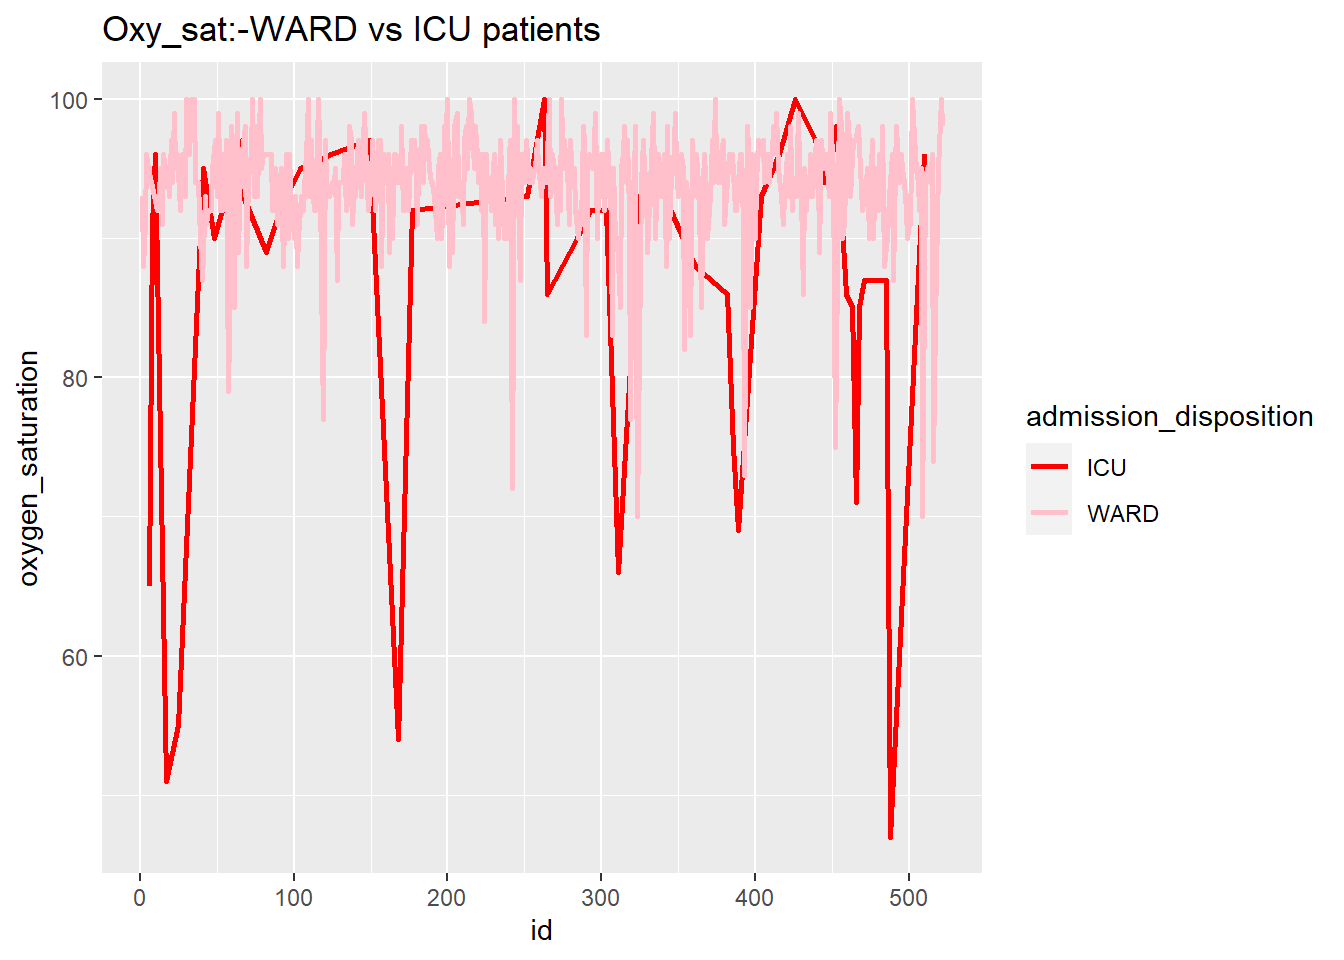 Oxy_sat:-WARD vs ICU patients
100
80
60
oxygen_saturation
0 100 200 300 400 500
id
admission_disposition
ICU
WARD